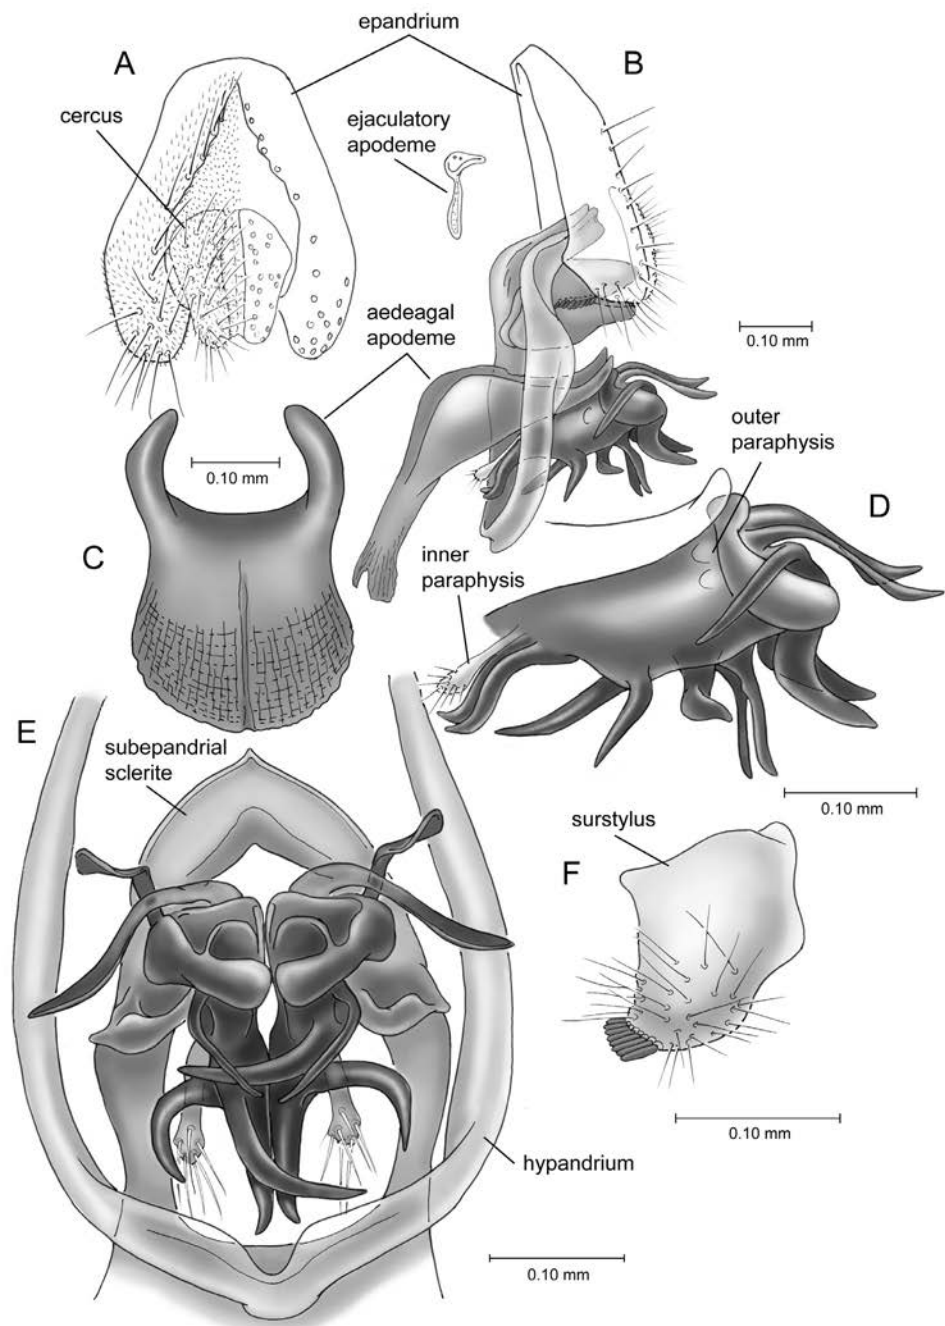 epandrium
A
B
cercus
ejaculatory
apodeme
aedeagal
apodeme
0.10 mm
outer
paraphysis
0.10 mm
D
C
inner
paraphysis
E
subepandrial
sclerite
0.10 mm
surstylus
F
hypandrium
0.10 mm
0.10 mm